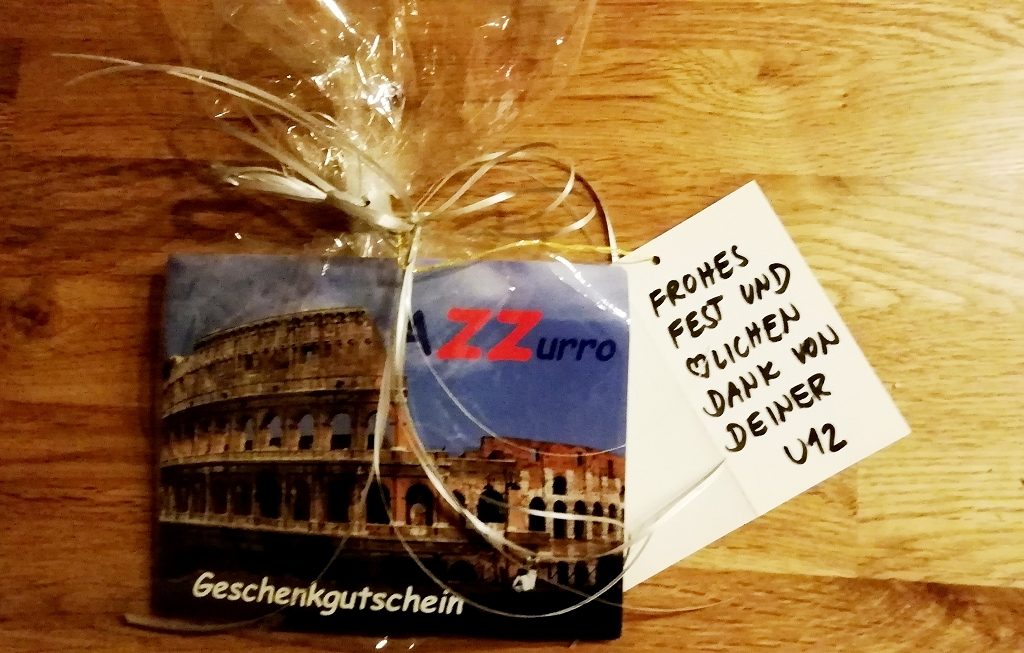 AZZurro
Geschenkgutschein
FROHES
FEST UND
♡LICHEN
DANK VON
DEINER
U12